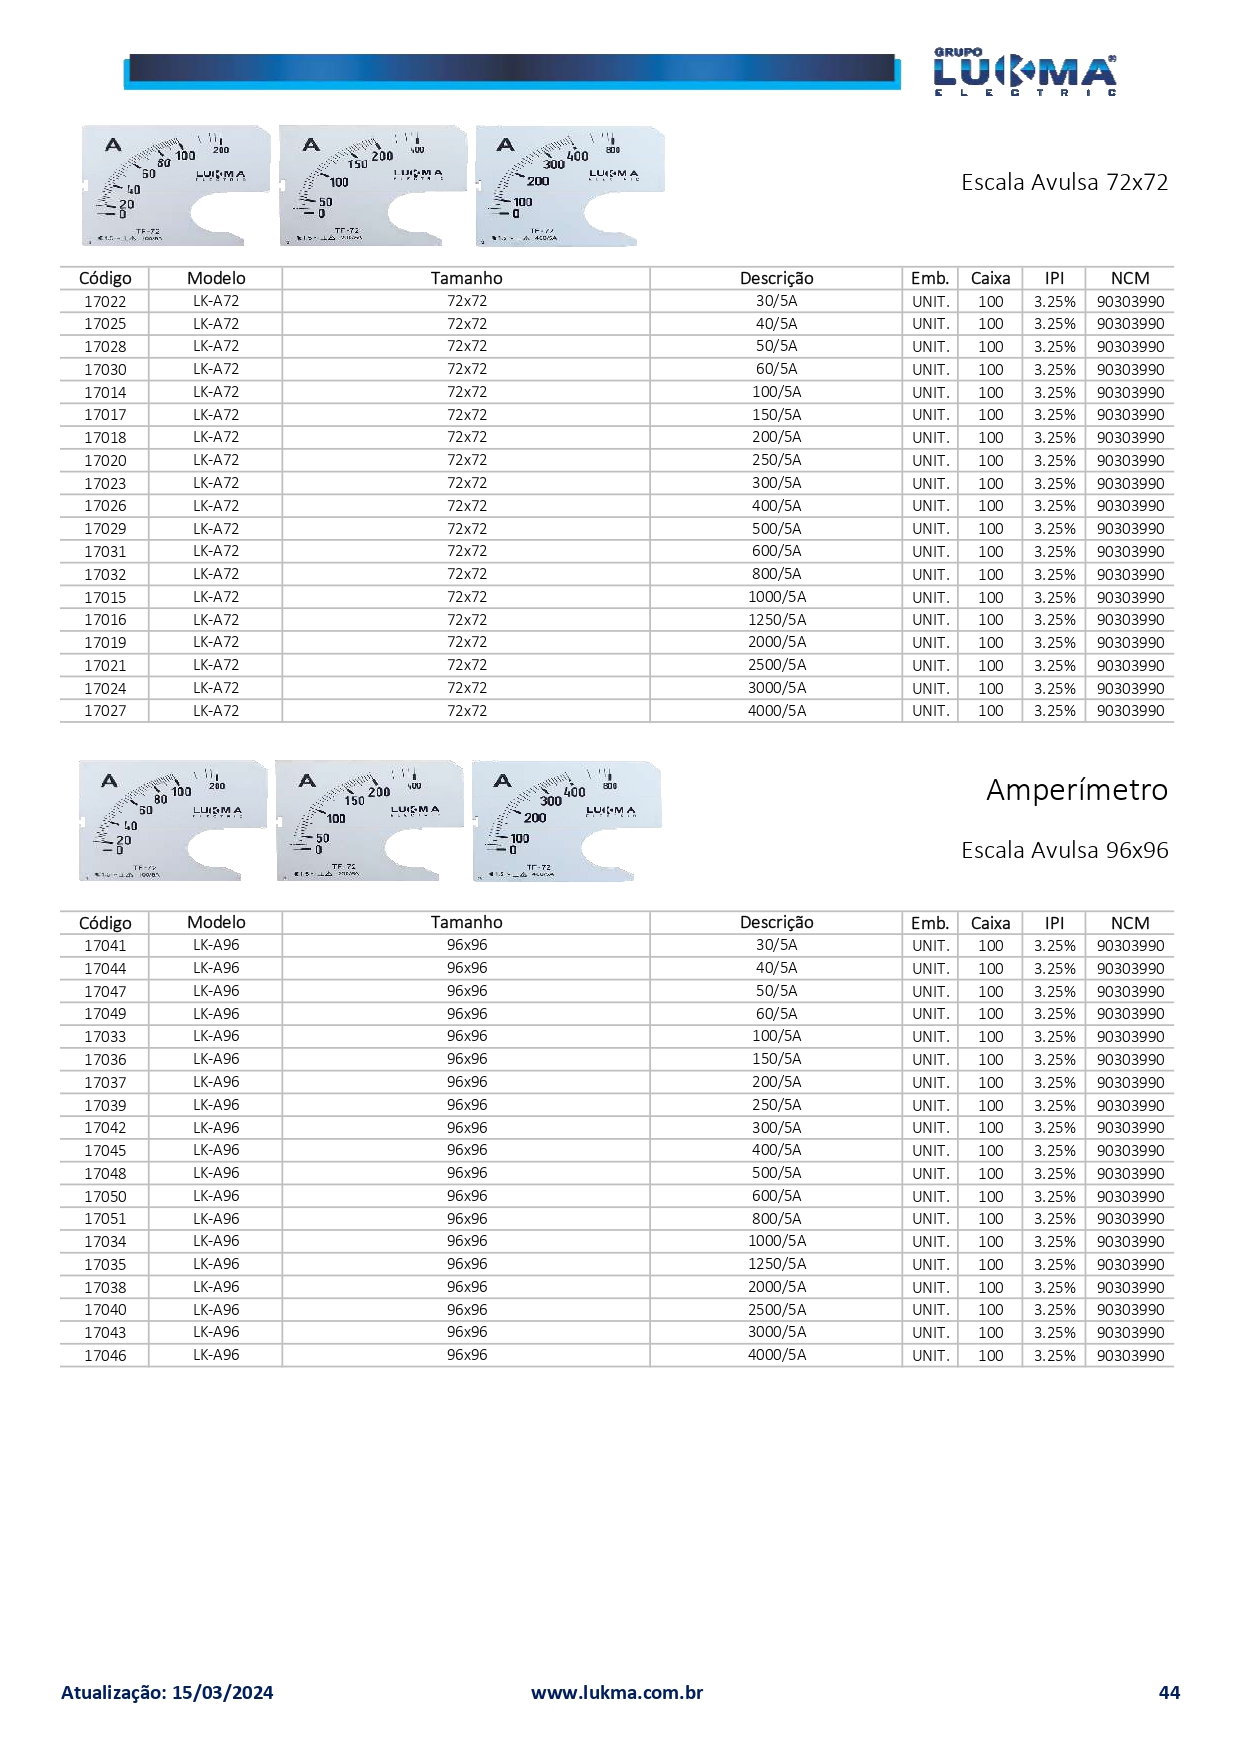 GRUPO
LUKMA
ELECTRIC
A 20 40 60 80 100 200 0
LUKMA
ELECTRIC
TF-72
A 50 100 150 200 400 0
LUKMA
ELECTRIC
TF-72
A 100 200 300 400 800 0
LUKMA
ELECTRIC
TF-72
Escala Avulsa 72x72
Código Modelo Tamanho Descrição Emb. Caixa IPI NCM
17022 LK-A72 72x72 30/5A UNIT. 100 3.25% 90303990
17025 LK-A72 72x72 40/5A UNIT. 100 3.25% 90303990
17028 LK-A72 72x72 50/5A UNIT. 100 3.25% 90303990
17030 LK-A72 72x72 60/5A UNIT. 100 3.25% 90303990
17014 LK-A72 72x72 100/5A UNIT. 100 3.25% 90303990
17017 LK-A72 72x72 150/5A UNIT. 100 3.25% 90303990
17018 LK-A72 72x72 200/5A UNIT. 100 3.25% 90303990
17020 LK-A72 72x72 250/5A UNIT. 100 3.25% 90303990
17023 LK-A72 72x72 300/5A UNIT. 100 3.25% 90303990
17026 LK-A72 72x72 400/5A UNIT. 100 3.25% 90303990
17029 LK-A72 72x72 500/5A UNIT. 100 3.25% 90303990
17031 LK-A72 72x72 600/5A UNIT. 100 3.25% 90303990
17032 LK-A72 72x72 800/5A UNIT. 100 3.25% 90303990
17015 LK-A72 72x72 1000/5A UNIT. 100 3.25% 90303990
17016 LK-A72 72x72 1250/5A UNIT. 100 3.25% 90303990
17019 LK-A72 72x72 2000/5A UNIT. 100 3.25% 90303990
17021 LK-A72 72x72 2500/5A UNIT. 100 3.25% 90303990
17024 LK-A72 72x72 3000/5A UNIT. 100 3.25% 90303990
17027 LK-A72 72x72 4000/5A UNIT. 100 3.25% 90303990
A 20 40 60 80 100 200 0
LUKMA
ELECTRIC
TF-72
A 50 100 150 200 400 0
LUKMA
ELECTRIC
TF-72
A 100 200 300 400 800 0
LUKMA
ELECTRIC
TF-72
Amperímetro
Escala Avulsa 96x96
Código Modelo Tamanho Descrição Emb. Caixa IPI NCM
17041 LK-A96 96x96 30/5A UNIT. 100 3.25% 90303990
17044 LK-A96 96x96 40/5A UNIT. 100 3.25% 90303990
17047 LK-A96 96x96 50/5A UNIT. 100 3.25% 90303990
17049 LK-A96 96x96 60/5A UNIT. 100 3.25% 90303990
17033 LK-A96 96x96 100/5A UNIT. 100 3.25% 90303990
17036 LK-A96 96x96 150/5A UNIT. 100 3.25% 90303990
17037 LK-A96 96x96 200/5A UNIT. 100 3.25% 90303990
17039 LK-A96 96x96 250/5A UNIT. 100 3.25% 90303990
17042 LK-A96 96x96 300/5A UNIT. 100 3.25% 90303990
17045 LK-A96 96x96 400/5A UNIT. 100 3.25% 90303990
17048 LK-A96 96x96 500/5A UNIT. 100 3.25% 90303990
17050 LK-A96 96x96 600/5A UNIT. 100 3.25% 90303990
17051 LK-A96 96x96 800/5A UNIT. 100 3.25% 90303990
17034 LK-A96 96x96 1000/5A UNIT. 100 3.25% 90303990
17035 LK-A96 96x96 1250/5A UNIT. 100 3.25% 90303990
17038 LK-A96 96x96 2000/5A UNIT. 100 3.25% 90303990
17040 LK-A96 96x96 2500/5A UNIT. 100 3.25% 90303990
17043 LK-A96 96x96 3000/5A UNIT. 100 3.25% 90303990
17046 LK-A96 96x96 4000/5A UNIT. 100 3.25% 90303990
Atualização: 15/03/2024 www.lukma.com.br 44